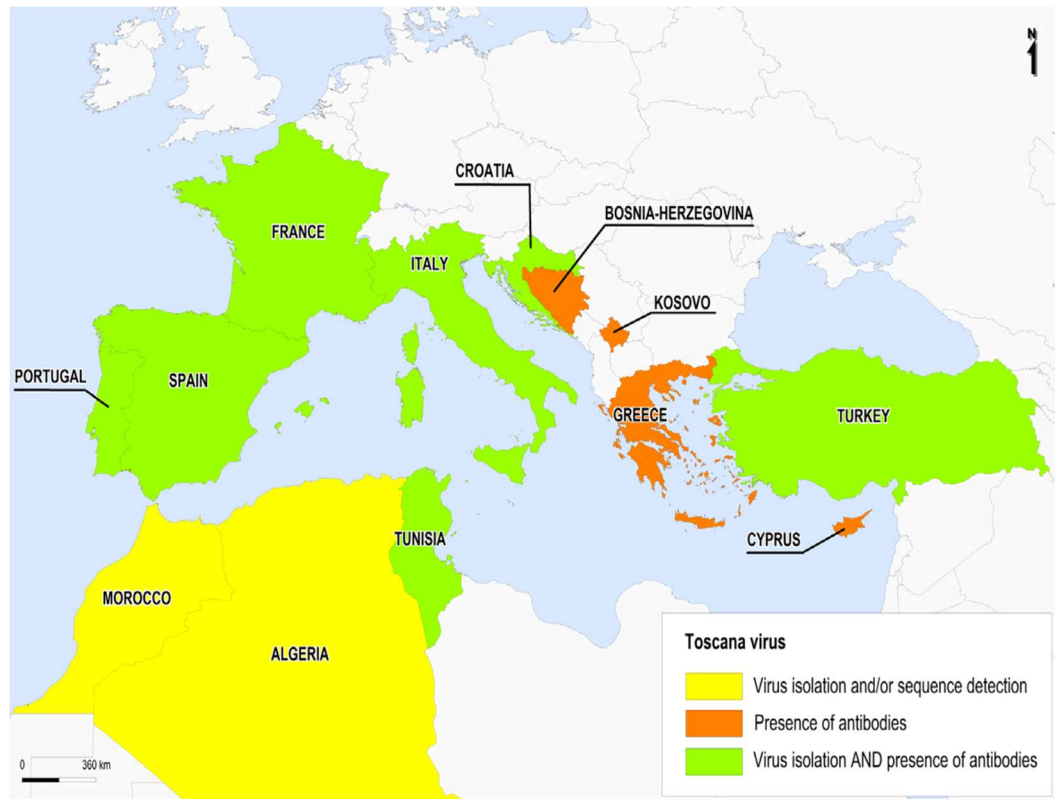 N
CROATIA
BOSNIA-HERZEGOVINA
FRANCE
ITALY
KOSOVO
PORTUGAL
SPAIN
GREECE
TURKEY
TUNISIA
CYPRUS
MOROCCO
ALGERIA
Toscana virus
Virus isolation and/or sequence detection
Presence of antibodies
Virus isolation AND presence of antibodies
0 360 km